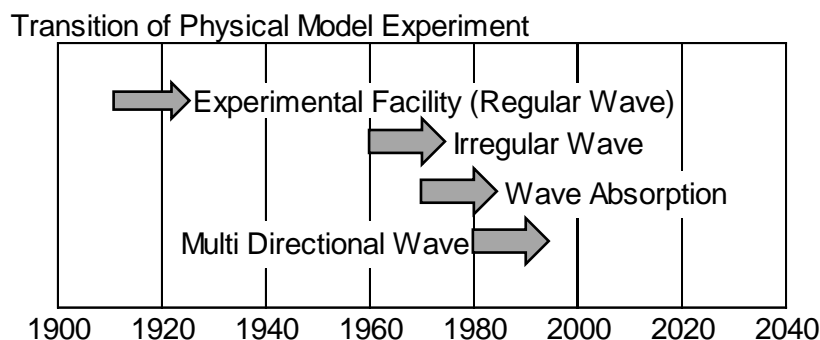 Transition of Physical Model Experiment
Experimental Facility (Regular Wave)
Irregular Wave
Wave Absorption
Multi Directional Wave
1900 1920 1940 1960 1980 2000 2020 2040